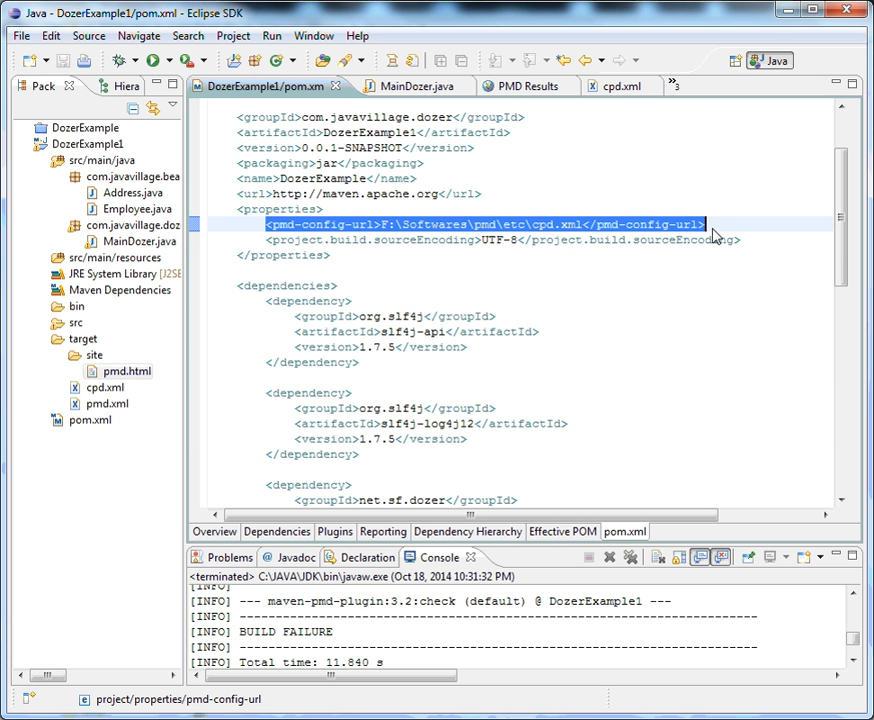 Java - DozerExample1/pom.xml - Eclipse SDK
File Edit Source Navigate Search Project Run Window Help
Java
Pack Hiera
DozerExample1/pom.xm MainDozer.java PMD Results cpd.xml »3
DozerExample
DozerExample1
src/main/java
com.javavillage.bea
Address.java
Employee.java
com.javavillage.doz
MainDozer.java
src/main/resources
JRE System Library [J2SE
Maven Dependencies
bin
src
target
site
pmd.html
cpd.xml
pmd.xml
pom.xml
<groupId>com.javavillage.dozer</groupId>
<artifactId>DozerExample1</artifactId>
<version>0.0.1-SNAPSHOT</version>
<packaging>jar</packaging>
<name>DozerExample</name>
<url>http://maven.apache.org</url>
<properties>
<pmd-config-url>F:\Softwares\pmd\etc\cpd.xml</pmd-config-url>
<project.build.sourceEncoding>UTF-8</project.build.sourceEncoding>
</properties>
<dependencies>
<dependency>
<groupId>org.slf4j</groupId>
<artifactId>slf4j-api</artifactId>
<version>1.7.5</version>
</dependency>
<dependency>
<groupId>org.slf4j</groupId>
<artifactId>slf4j-log4j12</artifactId>
<version>1.7.5</version>
</dependency>
<dependency>
<groupId>net.sf.dozer</groupId>
Overview Dependencies Plugins Reporting Dependency Hierarchy Effective POM pom.xml
Problems Javadoc Declaration Console
<terminated> C:\JAVA\JDK\bin\javaw.exe (Oct 18, 2014 10:31:32 PM)
[INFO]
[INFO] --- maven-pmd-plugin:3.2:check (default) @ DozerExample1 ---
[INFO] ------------------------------------------------------------------------
[INFO] BUILD FAILURE
[INFO] ------------------------------------------------------------------------
[INFO] Total time: 11.840 s
project/properties/pmd-config-url